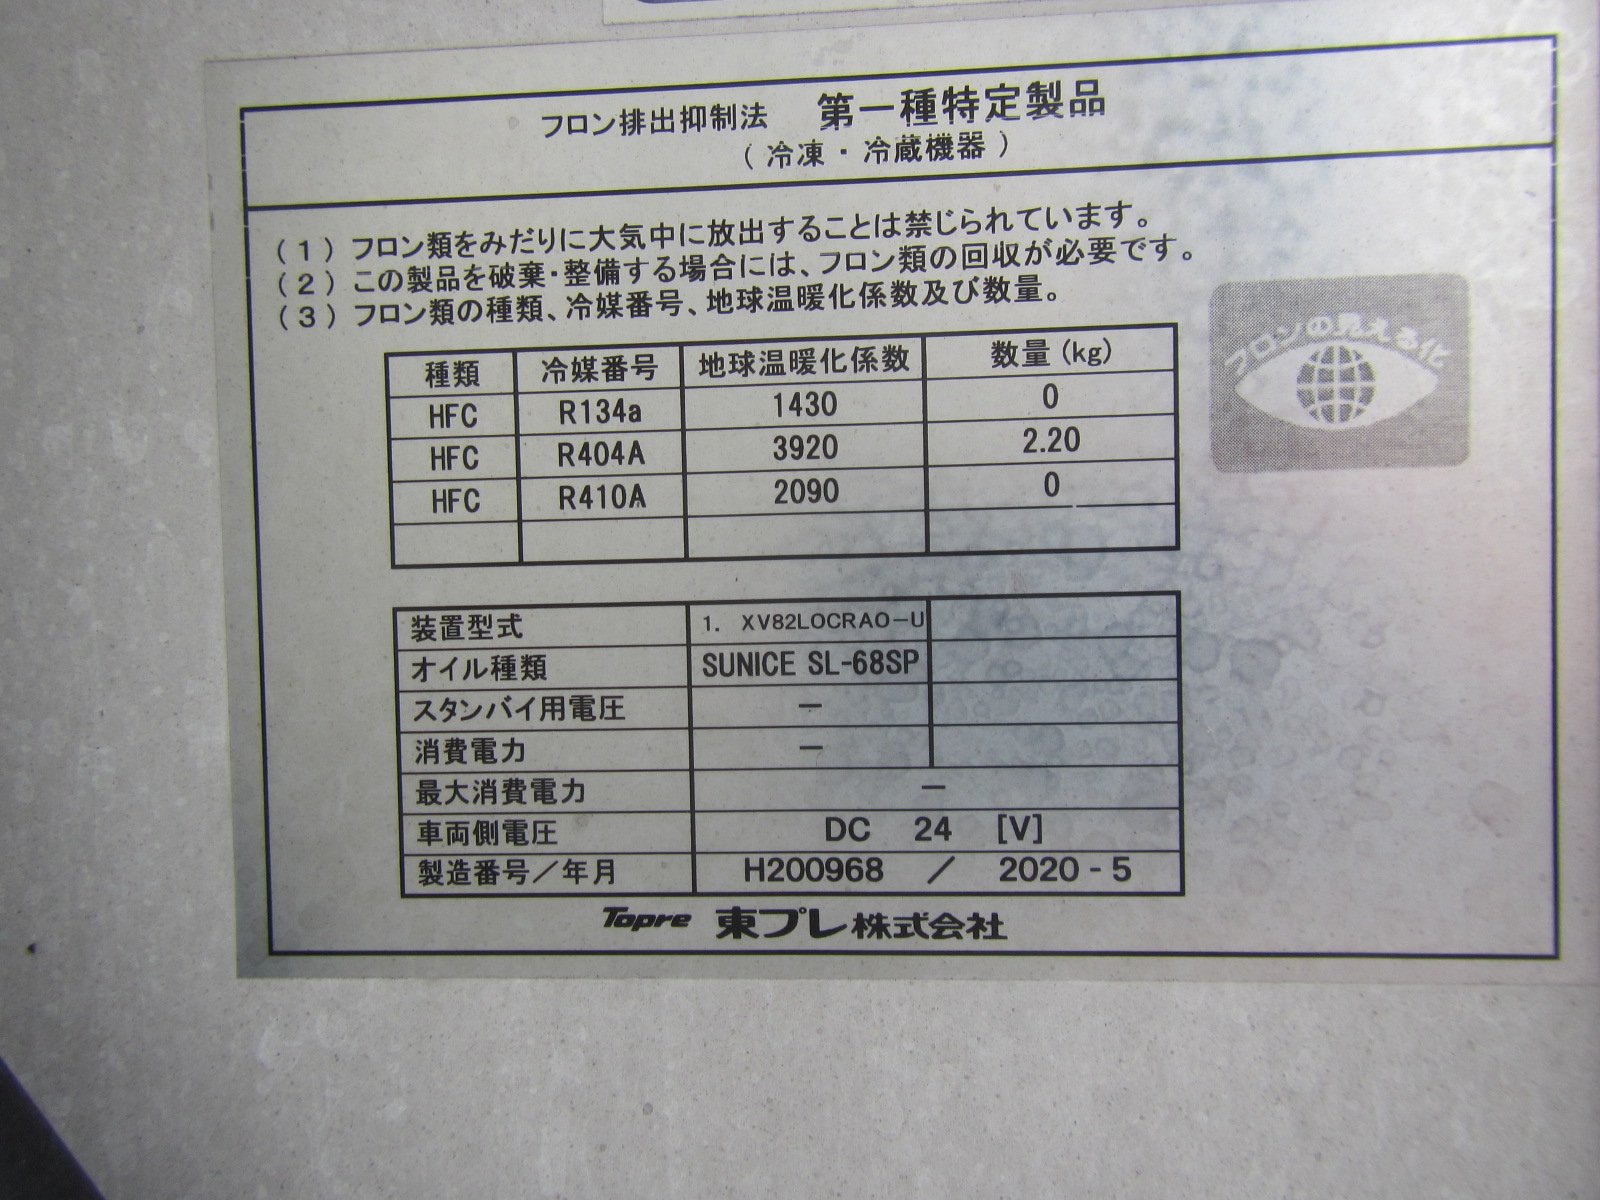 フロン排出抑制法 第一種特定製品
(冷凍・冷蔵機器)
(1) フロン類をみだりに大気中に放出することは禁じられています。
(2) この製品を破棄・整備する場合には、フロン類の回収が必要です。
(3) フロン類の種類、冷媒番号、地球温暖化係数及び数量。
フロンの見える化
種類 冷媒番号 地球温暖化係数 数量(kg)
HFC R134a 1430 0
HFC R404A 3920 2.20
HFC R410A 2090 0
装置型式 1. XV82LOCRAO-U
オイル種類 SUNICE SL-68SP
スタンバイ用電圧 —
消費電力 —
最大消費電力 —
車両側電圧 DC 24 [V]
製造番号/年月 H200968 / 2020-5
Topre 東プレ株式会社